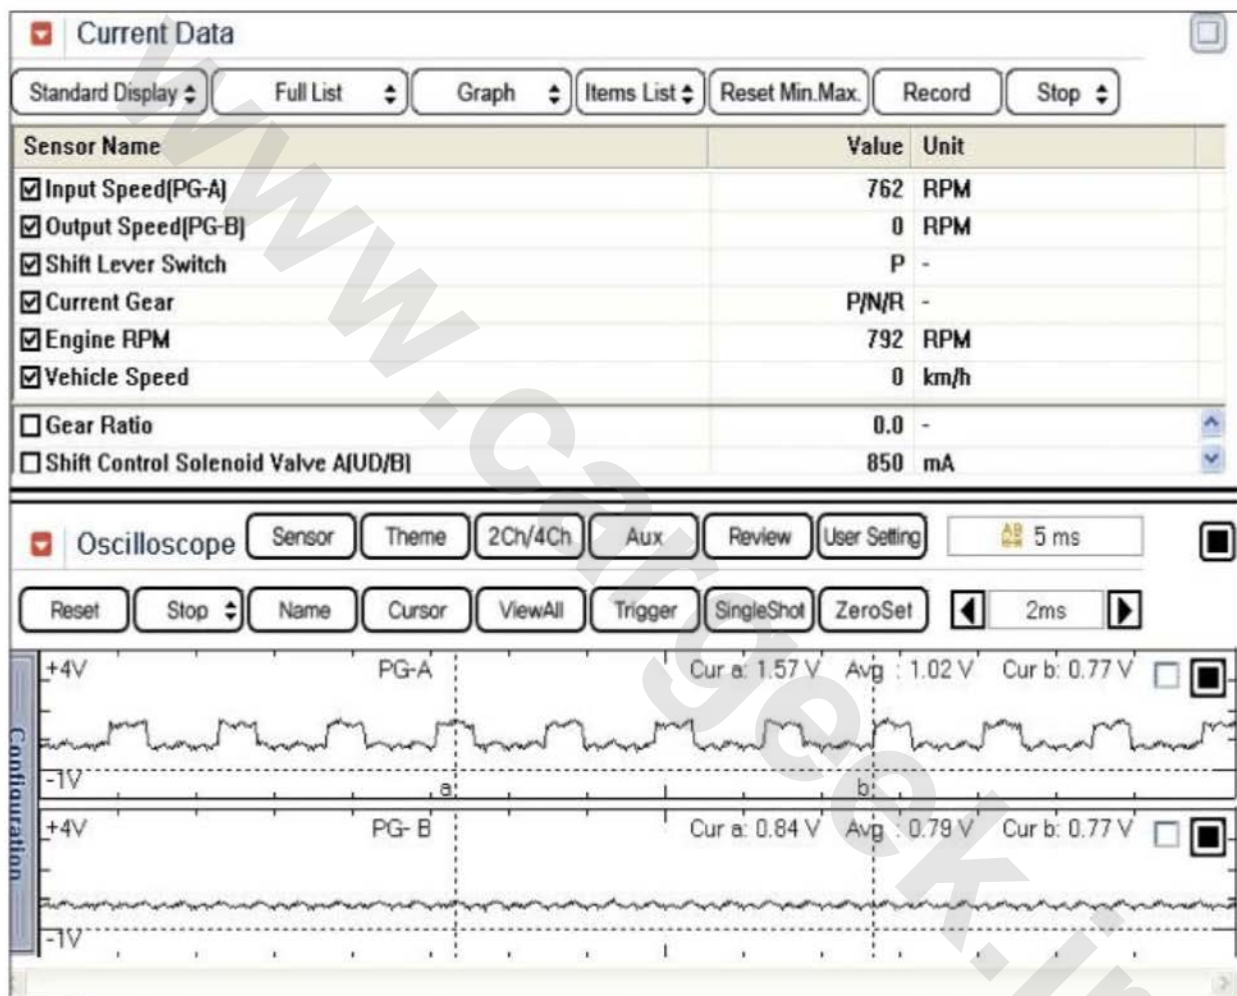 Current Data
Standard Display Full List Graph Items List Reset Min.Max. Record Stop
Sensor Name Value Unit
Input Speed(PG-A) 762 RPM
Output Speed(PG-B) 0 RPM
Shift Lever Switch P -
Current Gear P/N/R -
Engine RPM 792 RPM
Vehicle Speed 0 km/h
Gear Ratio 0.0 -
Shift Control Solenoid Valve A(UD/B) 850 mA
Oscilloscope Sensor Theme 2Ch/4Ch Aux Review User Setting AB 5 ms
Reset Stop Name Cursor ViewAll Trigger SingleShot ZeroSet 2ms
Configuration
+4V PG-A Cur a: 1.57 V Avg : 1.02 V Cur b: 0.77 V
-1V a b
+4V PG- B Cur a: 0.84 V Avg : 0.79 V Cur b: 0.77 V
-1V
www.cargeek.ir